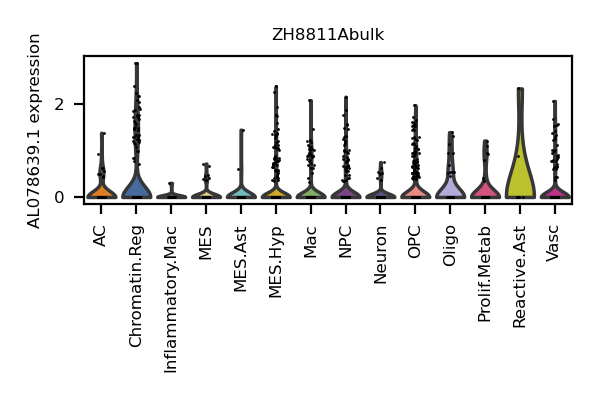 ZH8811Abulk
AL078639.1 expression
2
0
AC
Chromatin.Reg
Inflammatory.Mac
MES
MES.Ast
MES.Hyp
Mac
NPC
Neuron
OPC
Oligo
Prolif.Metab
Reactive.Ast
Vasc